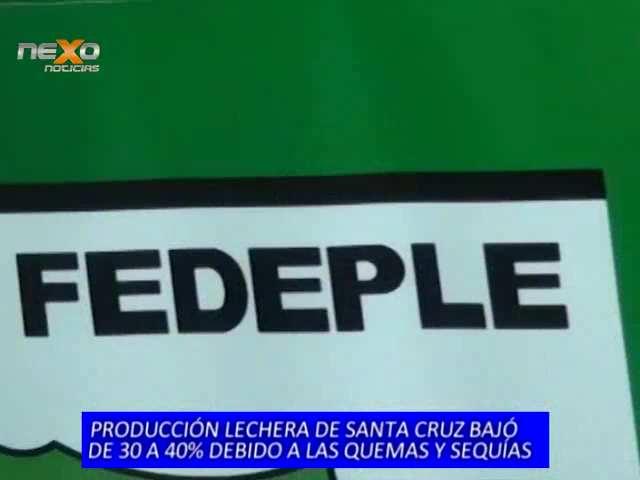 NEXO
NOTICIAS
FEDEPLE
PRODUCCIÓN LECHERA DE SANTA CRUZ BAJÓ
DE 30 A 40% DEBIDO A LAS QUEMAS Y SEQUÍAS